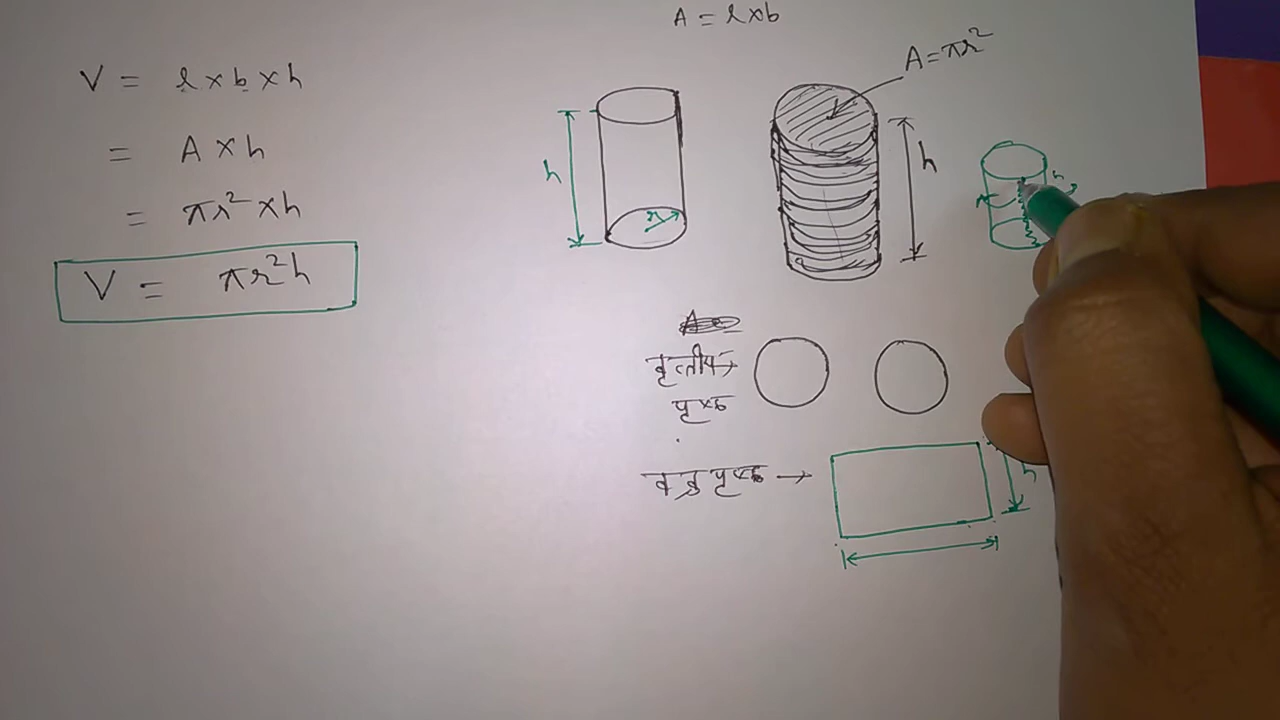 A = l×b
V = l×b×h
= A×h
= πr²×h
V = πr²h
A=πr²
h
r
h
h
वृत्तीय→
पृष्ठ
वक्र पृष्ठ →
h